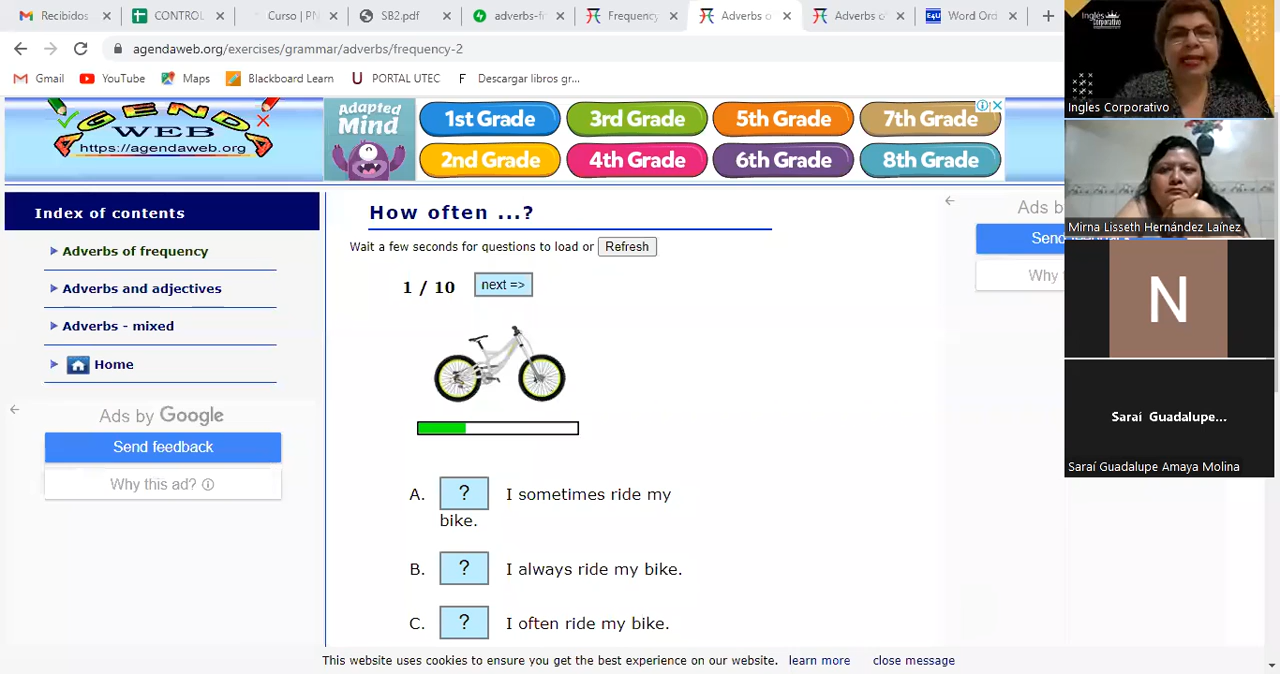 Recibidos
CONTROL
Curso | PN
SB2.pdf
adverbs-fr
Frequency
Adverbs o
Adverbs o
Word Ord
agendaweb.org/exercises/grammar/adverbs/frequency-2
Gmail
YouTube
Maps
Blackboard Learn
PORTAL UTEC
Descargar libros gr...
AGENDA
WEB
https://agendaweb.org
Adapted
Mind
1st Grade
3rd Grade
5th Grade
7th Grade
2nd Grade
4th Grade
6th Grade
8th Grade
Inglés
Corporativo
Ingles Corporativo
Mirna Lisseth Hernández Laínez
N
Saraí Guadalupe...
Saraí Guadalupe Amaya Molina
Index of contents
Adverbs of frequency
Adverbs and adjectives
Adverbs - mixed
Home
Ads by Google
Send feedback
Why this ad?
How often ...?
Wait a few seconds for questions to load or Refresh
1 / 10 next =>
A. ? I sometimes ride my
bike.
B. ? I always ride my bike.
C. ? I often ride my bike.
Ads b
Send
Why
This website uses cookies to ensure you get the best experience on our website. learn more close message